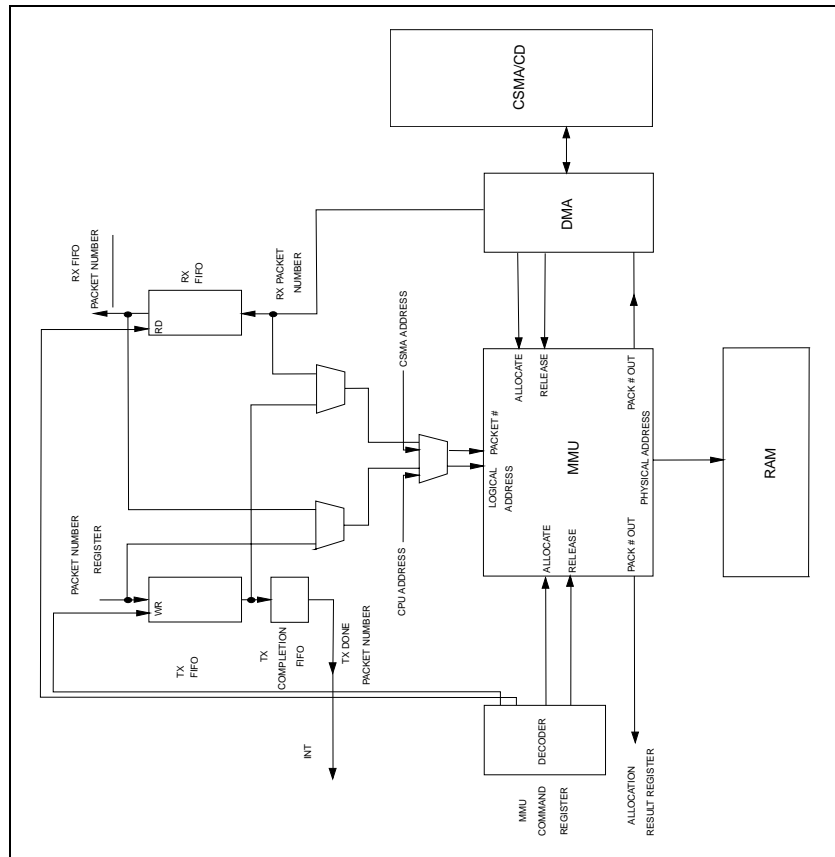 CSMA/CD
DMA
RX FIFO
PACKET NUMBER
RX
FIFO
RD
RX PACKET
NUMBER
CSMA ADDRESS
ALLOCATE
RELEASE
PACK # OUT
PACKET #
LOGICAL
ADDRESS
MMU
PHYSICAL ADDRESS
RAM
PACKET NUMBER
REGISTER
WR
TX
FIFO
TX
COMPLETION
FIFO
TX DONE
PACKET NUMBER
CPU ADDRESS
ALLOCATE
RELEASE
PACK # OUT
INT
DECODER
MMU
COMMAND
REGISTER
ALLOCATION
RESULT REGISTER